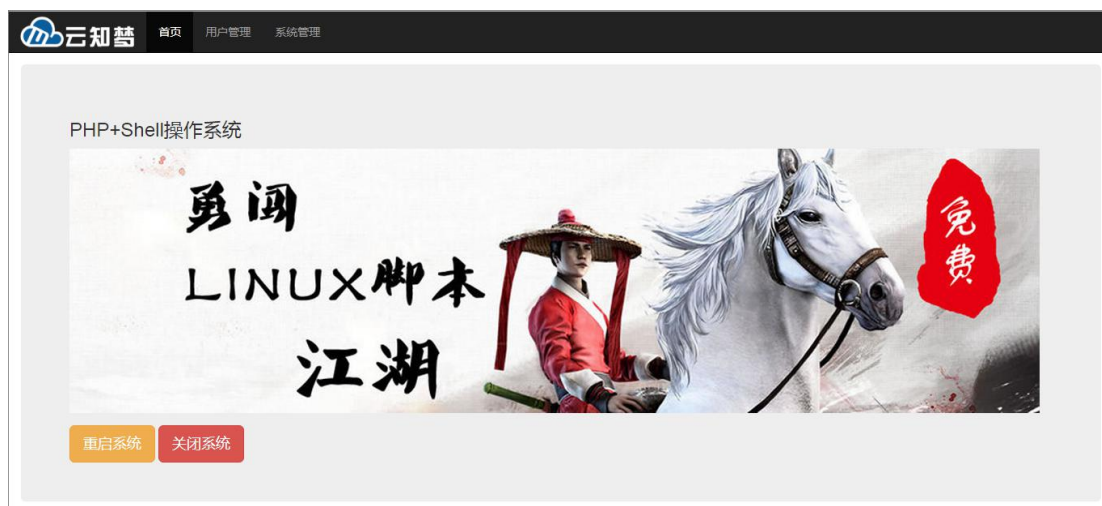 云知梦 首页 用户管理 系统管理
PHP+Shell操作系统
勇闯
LINUX脚本
江湖
免费
重启系统 关闭系统